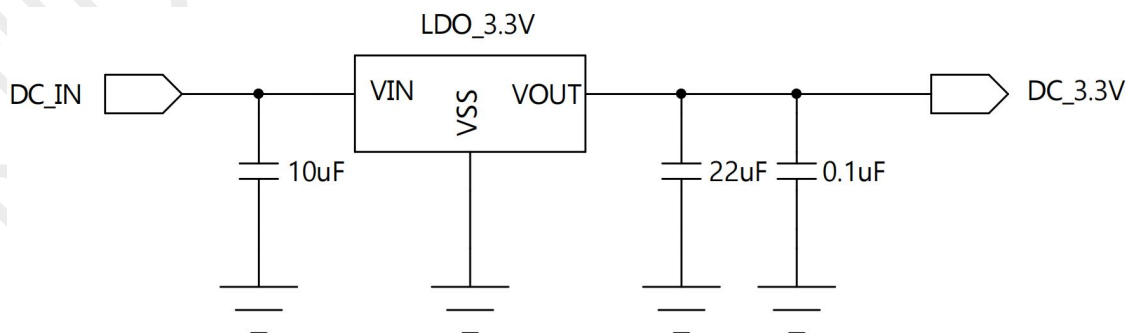 LDO_3.3V
DC_IN
VIN
VSS
VOUT
DC_3.3V
10uF
22uF
0.1uF